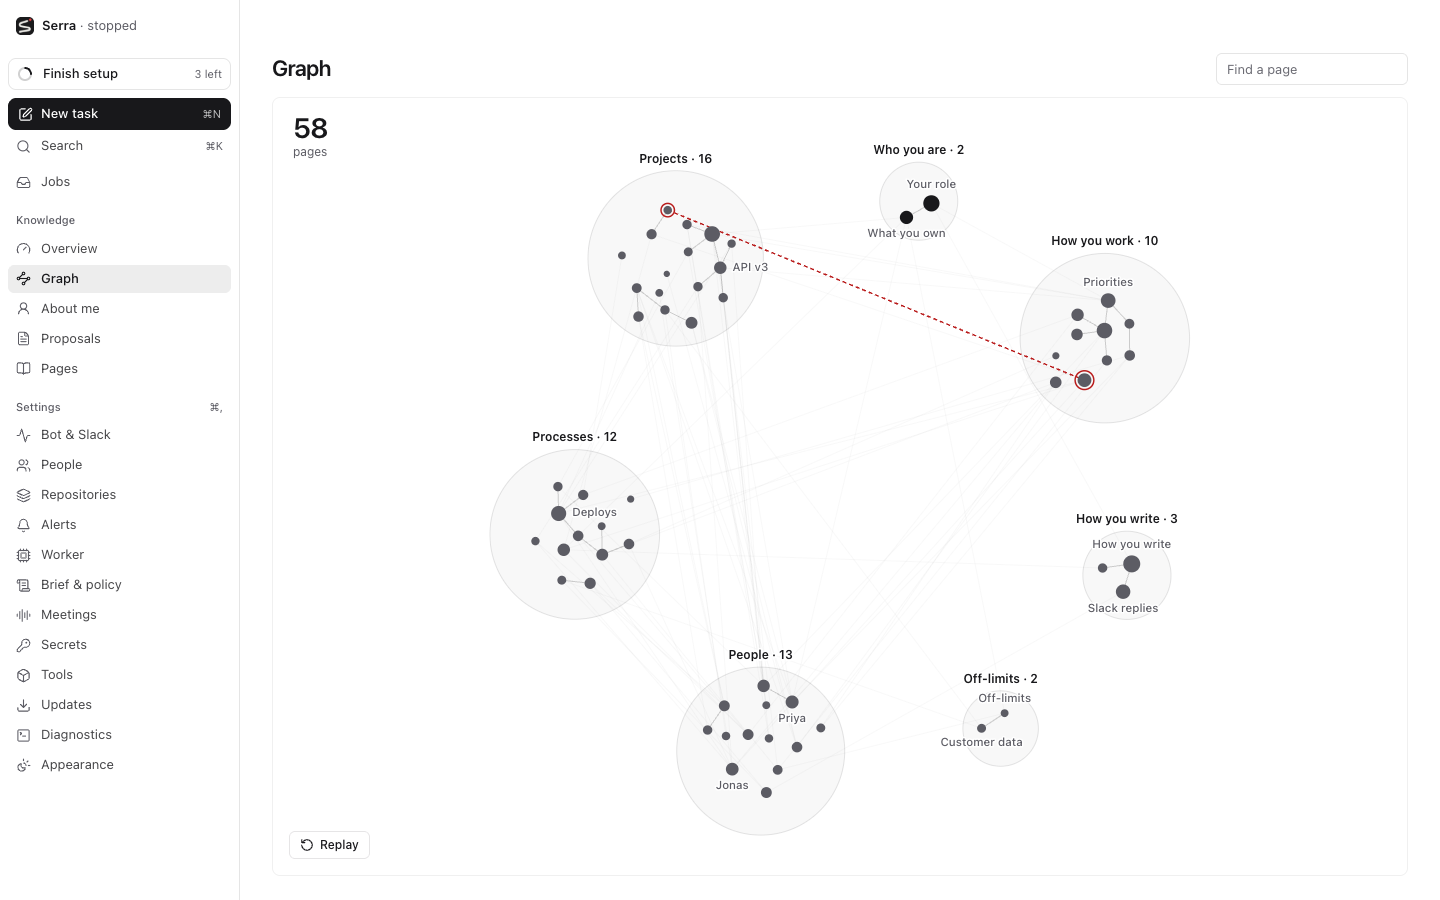 Serra · stopped
Finish setup 3 left
New task ⌘N
Search ⌘K
Jobs
Knowledge
Overview
Graph
About me
Proposals
Pages
Settings ⌘,
Bot & Slack
People
Repositories
Alerts
Worker
Brief & policy
Meetings
Secrets
Tools
Updates
Diagnostics
Appearance
Graph
Find a page
58
pages
Who you are · 2
Projects · 16
Your role
What you own
How you work · 10
API v3
Priorities
Processes · 12
Deploys
How you write · 3
How you write
Slack replies
People · 13
Off-limits · 2
Off-limits
Priya
Customer data
Jonas
Replay